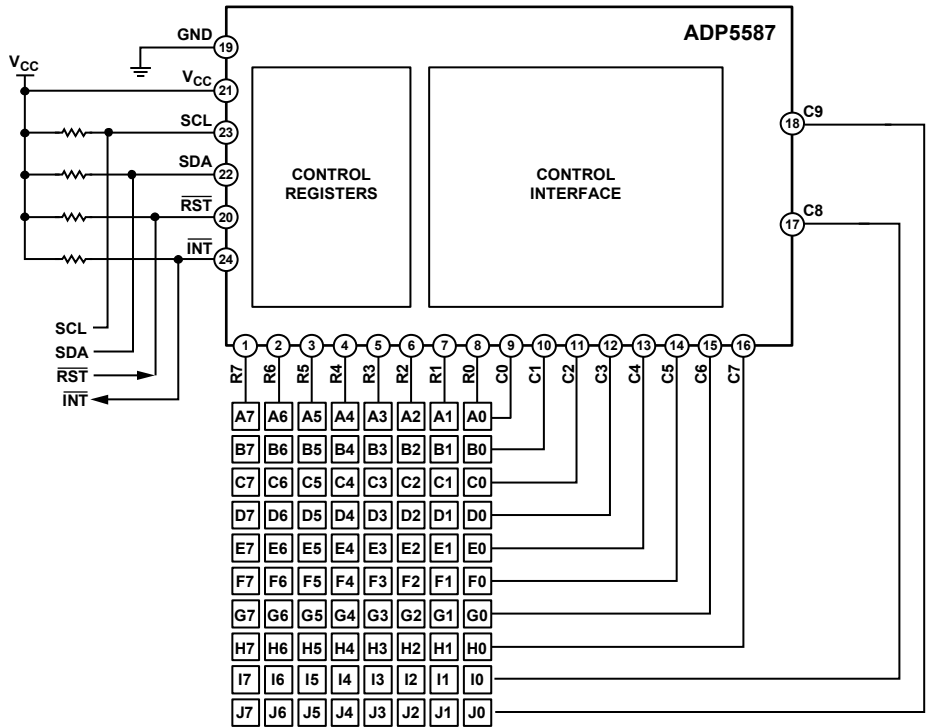 ADP5587
GND
19
VCC
VCC
21
SCL
23
SDA
22
RST
20
INT
24
CONTROL
REGISTERS
CONTROL
INTERFACE
18
C9
17
C8
SCL
SDA
RST
INT
1 2 3 4 5 6 7 8 9 10 11 12 13 14 15 16
R7 R6 R5 R4 R3 R2 R1 R0 C0 C1 C2 C3 C4 C5 C6 C7
A7 A6 A5 A4 A3 A2 A1 A0
B7 B6 B5 B4 B3 B2 B1 B0
C7 C6 C5 C4 C3 C2 C1 C0
D7 D6 D5 D4 D3 D2 D1 D0
E7 E6 E5 E4 E3 E2 E1 E0
F7 F6 F5 F4 F3 F2 F1 F0
G7 G6 G5 G4 G3 G2 G1 G0
H7 H6 H5 H4 H3 H2 H1 H0
I7 I6 I5 I4 I3 I2 I1 I0
J7 J6 J5 J4 J3 J2 J1 J0